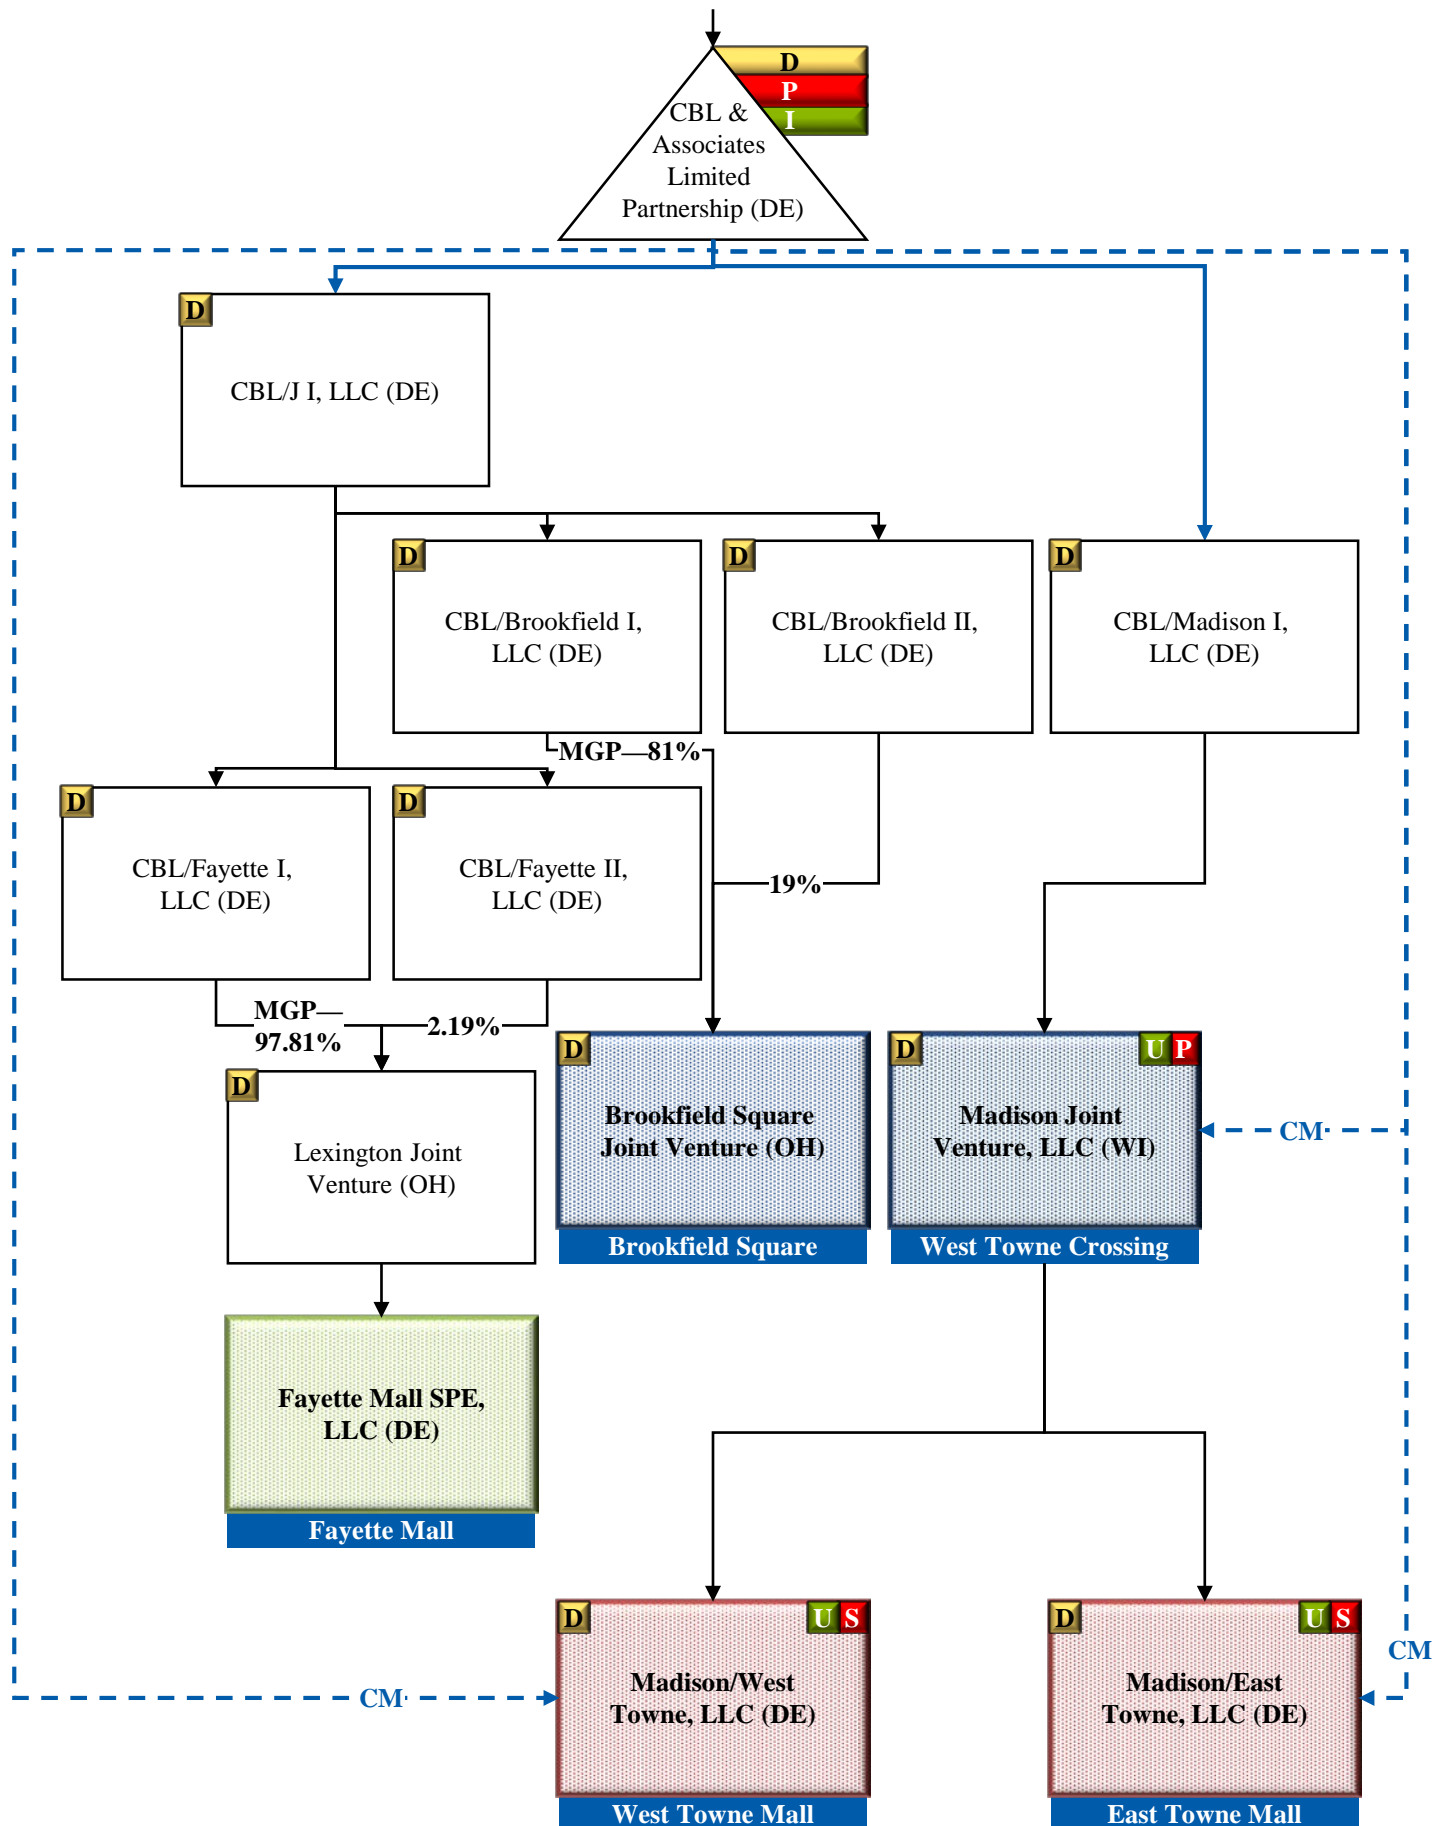 D
P
I
CBL &
Associates
Limited
Partnership (DE)
D
CBL/J I, LLC (DE)
D
CBL/Brookfield I,
LLC (DE)
D
CBL/Brookfield II,
LLC (DE)
D
CBL/Madison I,
LLC (DE)
MGP—81%
D
CBL/Fayette I,
LLC (DE)
D
CBL/Fayette II,
LLC (DE)
19%
MGP—
97.81%
2.19%
D
Lexington Joint
Venture (OH)
D
Brookfield Square
Joint Venture (OH)
Brookfield Square
D
U P
Madison Joint
Venture, LLC (WI)
West Towne Crossing
CM
Fayette Mall SPE,
LLC (DE)
Fayette Mall
CM
D
U S
Madison/West
Towne, LLC (DE)
West Towne Mall
D
U S
Madison/East
Towne, LLC (DE)
East Towne Mall
CM